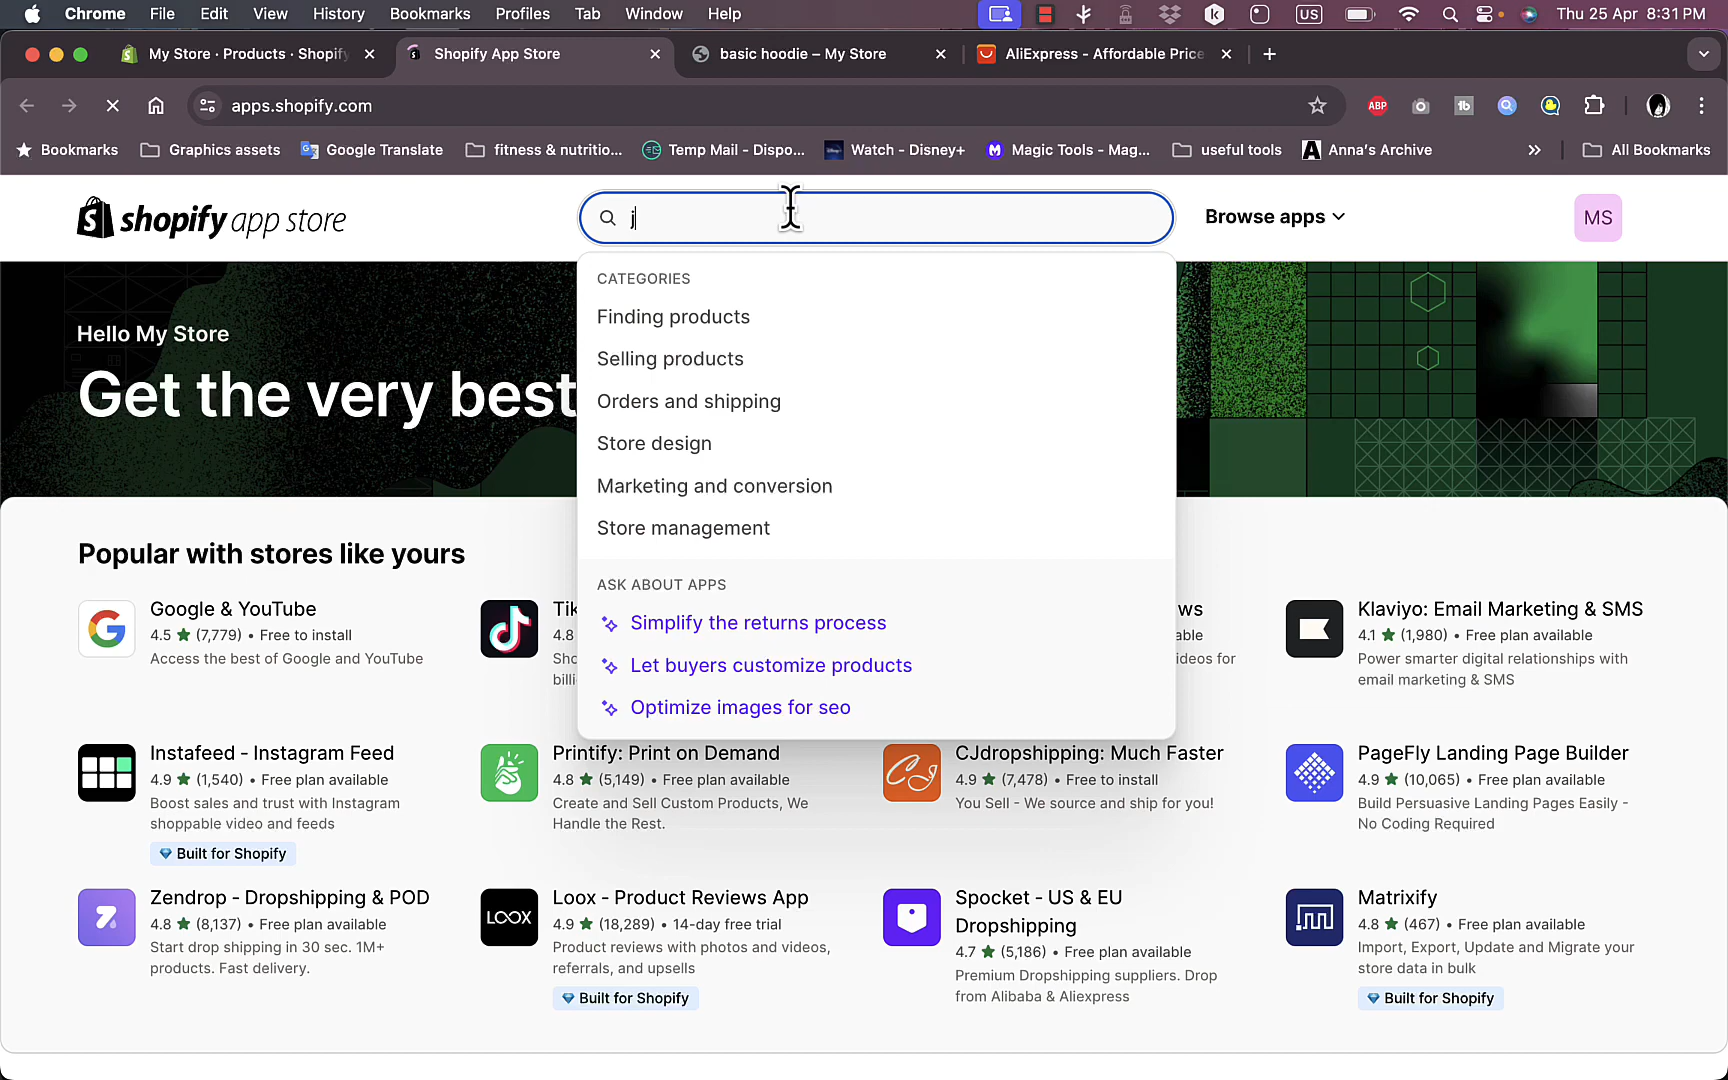 Chrome File Edit View History Bookmarks Profiles Tab Window Help US Thu 25 Apr 8:31 PM
My Store · Products · Shopify Shopify App Store basic hoodie – My Store AliExpress - Affordable Price
apps.shopify.com ABP tb
Bookmarks Graphics assets Google Translate fitness & nutritio... Temp Mail - Dispo... Watch - Disney+ Magic Tools - Mag... useful tools Anna's Archive All Bookmarks
shopify app store
j
Browse apps
MS
Hello My Store
Get the very best
CATEGORIES
Finding products
Selling products
Orders and shipping
Store design
Marketing and conversion
Store management
ASK ABOUT APPS
Simplify the returns process
Let buyers customize products
Optimize images for seo
Popular with stores like yours
Google & YouTube
4.5 ★ (7,779) • Free to install
Access the best of Google and YouTube
Tik
4.8
Sho
billi
ws
able
ideos for
Klaviyo: Email Marketing & SMS
4.1 ★ (1,980) • Free plan available
Power smarter digital relationships with
email marketing & SMS
Instafeed - Instagram Feed
4.9 ★ (1,540) • Free plan available
Boost sales and trust with Instagram
shoppable video and feeds
Built for Shopify
Printify: Print on Demand
4.8 ★ (5,149) • Free plan available
Create and Sell Custom Products, We
Handle the Rest.
CJdropshipping: Much Faster
4.9 ★ (7,478) • Free to install
You Sell - We source and ship for you!
PageFly Landing Page Builder
4.9 ★ (10,065) • Free plan available
Build Persuasive Landing Pages Easily -
No Coding Required
Zendrop - Dropshipping & POD
4.8 ★ (8,137) • Free plan available
Start drop shipping in 30 sec. 1M+
products. Fast delivery.
LOOX
Loox - Product Reviews App
4.9 ★ (18,289) • 14-day free trial
Product reviews with photos and videos,
referrals, and upsells
Built for Shopify
Spocket - US & EU
Dropshipping
4.7 ★ (5,186) • Free plan available
Premium Dropshipping suppliers. Drop
from Alibaba & Aliexpress
Matrixify
4.8 ★ (467) • Free plan available
Import, Export, Update and Migrate your
store data in bulk
Built for Shopify